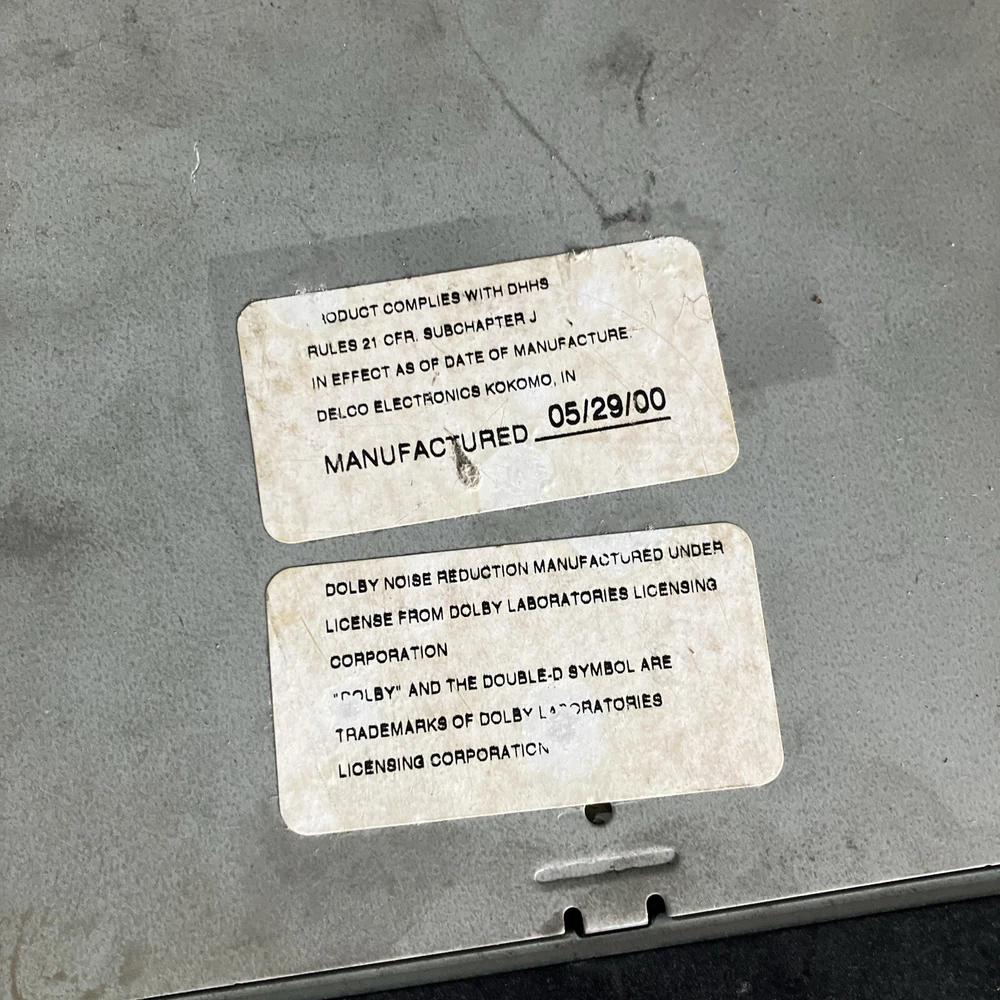 RODUCT COMPLIES WITH DHHS
RULES 21 CFR. SUBCHAPTER J
IN EFFECT AS OF DATE OF MANUFACTURE.
DELCO ELECTRONICS KOKOMO, IN
MANUFACTURED 05/29/00
DOLBY NOISE REDUCTION MANUFACTURED UNDER
LICENSE FROM DOLBY LABORATORIES LICENSING
CORPORATION
"DOLBY" AND THE DOUBLE-D SYMBOL ARE
TRADEMARKS OF DOLBY LABORATORIES
LICENSING CORPORATION